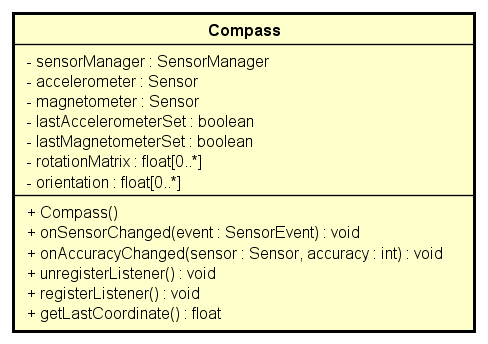 Compass
- sensorManager : SensorManager
- accelerometer : Sensor
- magnetometer : Sensor
- lastAccelerometerSet : boolean
- lastMagnetometerSet : boolean
- rotationMatrix : float[0..*]
- orientation : float[0..*]
+ Compass()
+ onSensorChanged(event : SensorEvent) : void
+ onAccuracyChanged(sensor : Sensor, accuracy : int) : void
+ unregisterListener() : void
+ registerListener() : void
+ getLastCoordinate() : float